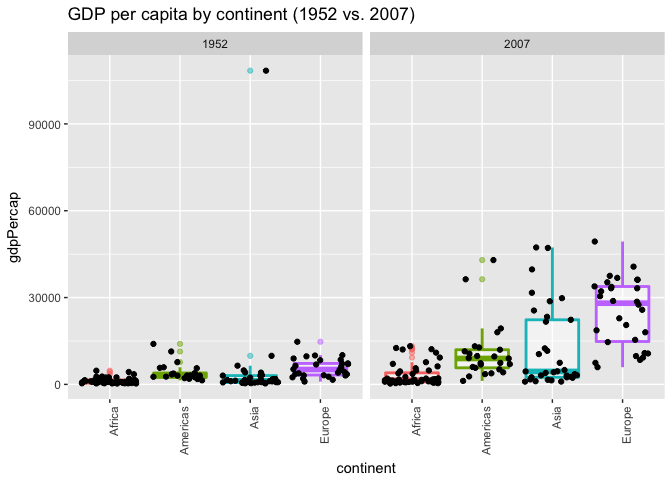 GDP per capita by continent (1952 vs. 2007)
1952
2007
90000
60000
30000
0
gdpPercap
Africa
Americas
Asia
Europe
Africa
Americas
Asia
Europe
continent